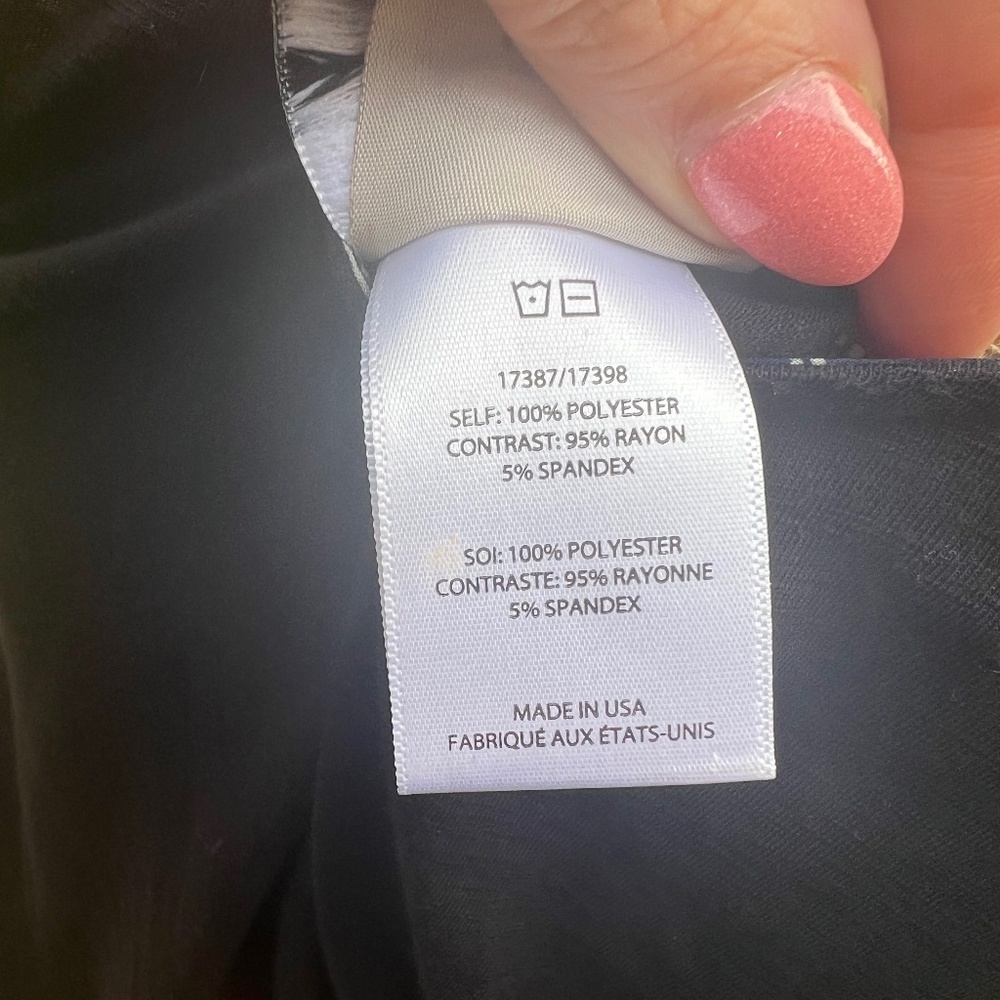 17387/17398
SELF: 100% POLYESTER
CONTRAST: 95% RAYON
5% SPANDEX
SOI: 100% POLYESTER
CONTRASTE: 95% RAYONNE
5% SPANDEX
MADE IN USA
FABRIQUÉ AUX ÉTATS-UNIS